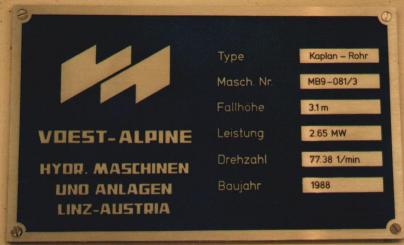 VOEST-ALPINE
HYDR. MASCHINEN
UND ANLAGEN
LINZ-AUSTRIA
Type Kaplan - Rohr
Masch. Nr. MB9-081/3
Fallhöhe 3.1 m
Leistung 2.65 MW
Drehzahl 77.38 1/min
Baujahr 1988